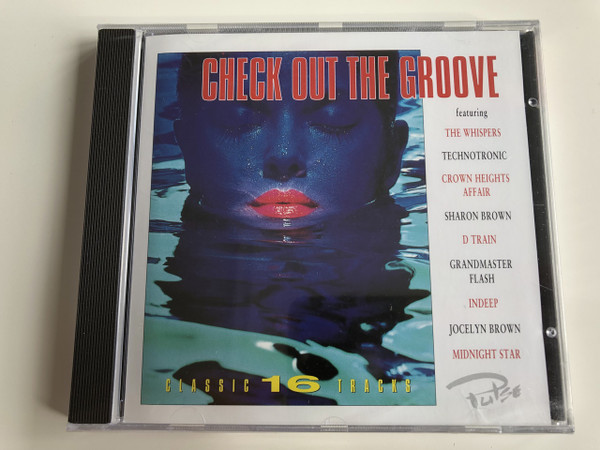 CHECK OUT THE GROOVE
featuring
THE WHISPERS
TECHNOTRONIC
CROWN HEIGHTS
AFFAIR
SHARON BROWN
D TRAIN
GRANDMASTER
FLASH
INDEEP
JOCELYN BROWN
MIDNIGHT STAR
CLASSIC 16 TRACKS
PULSE